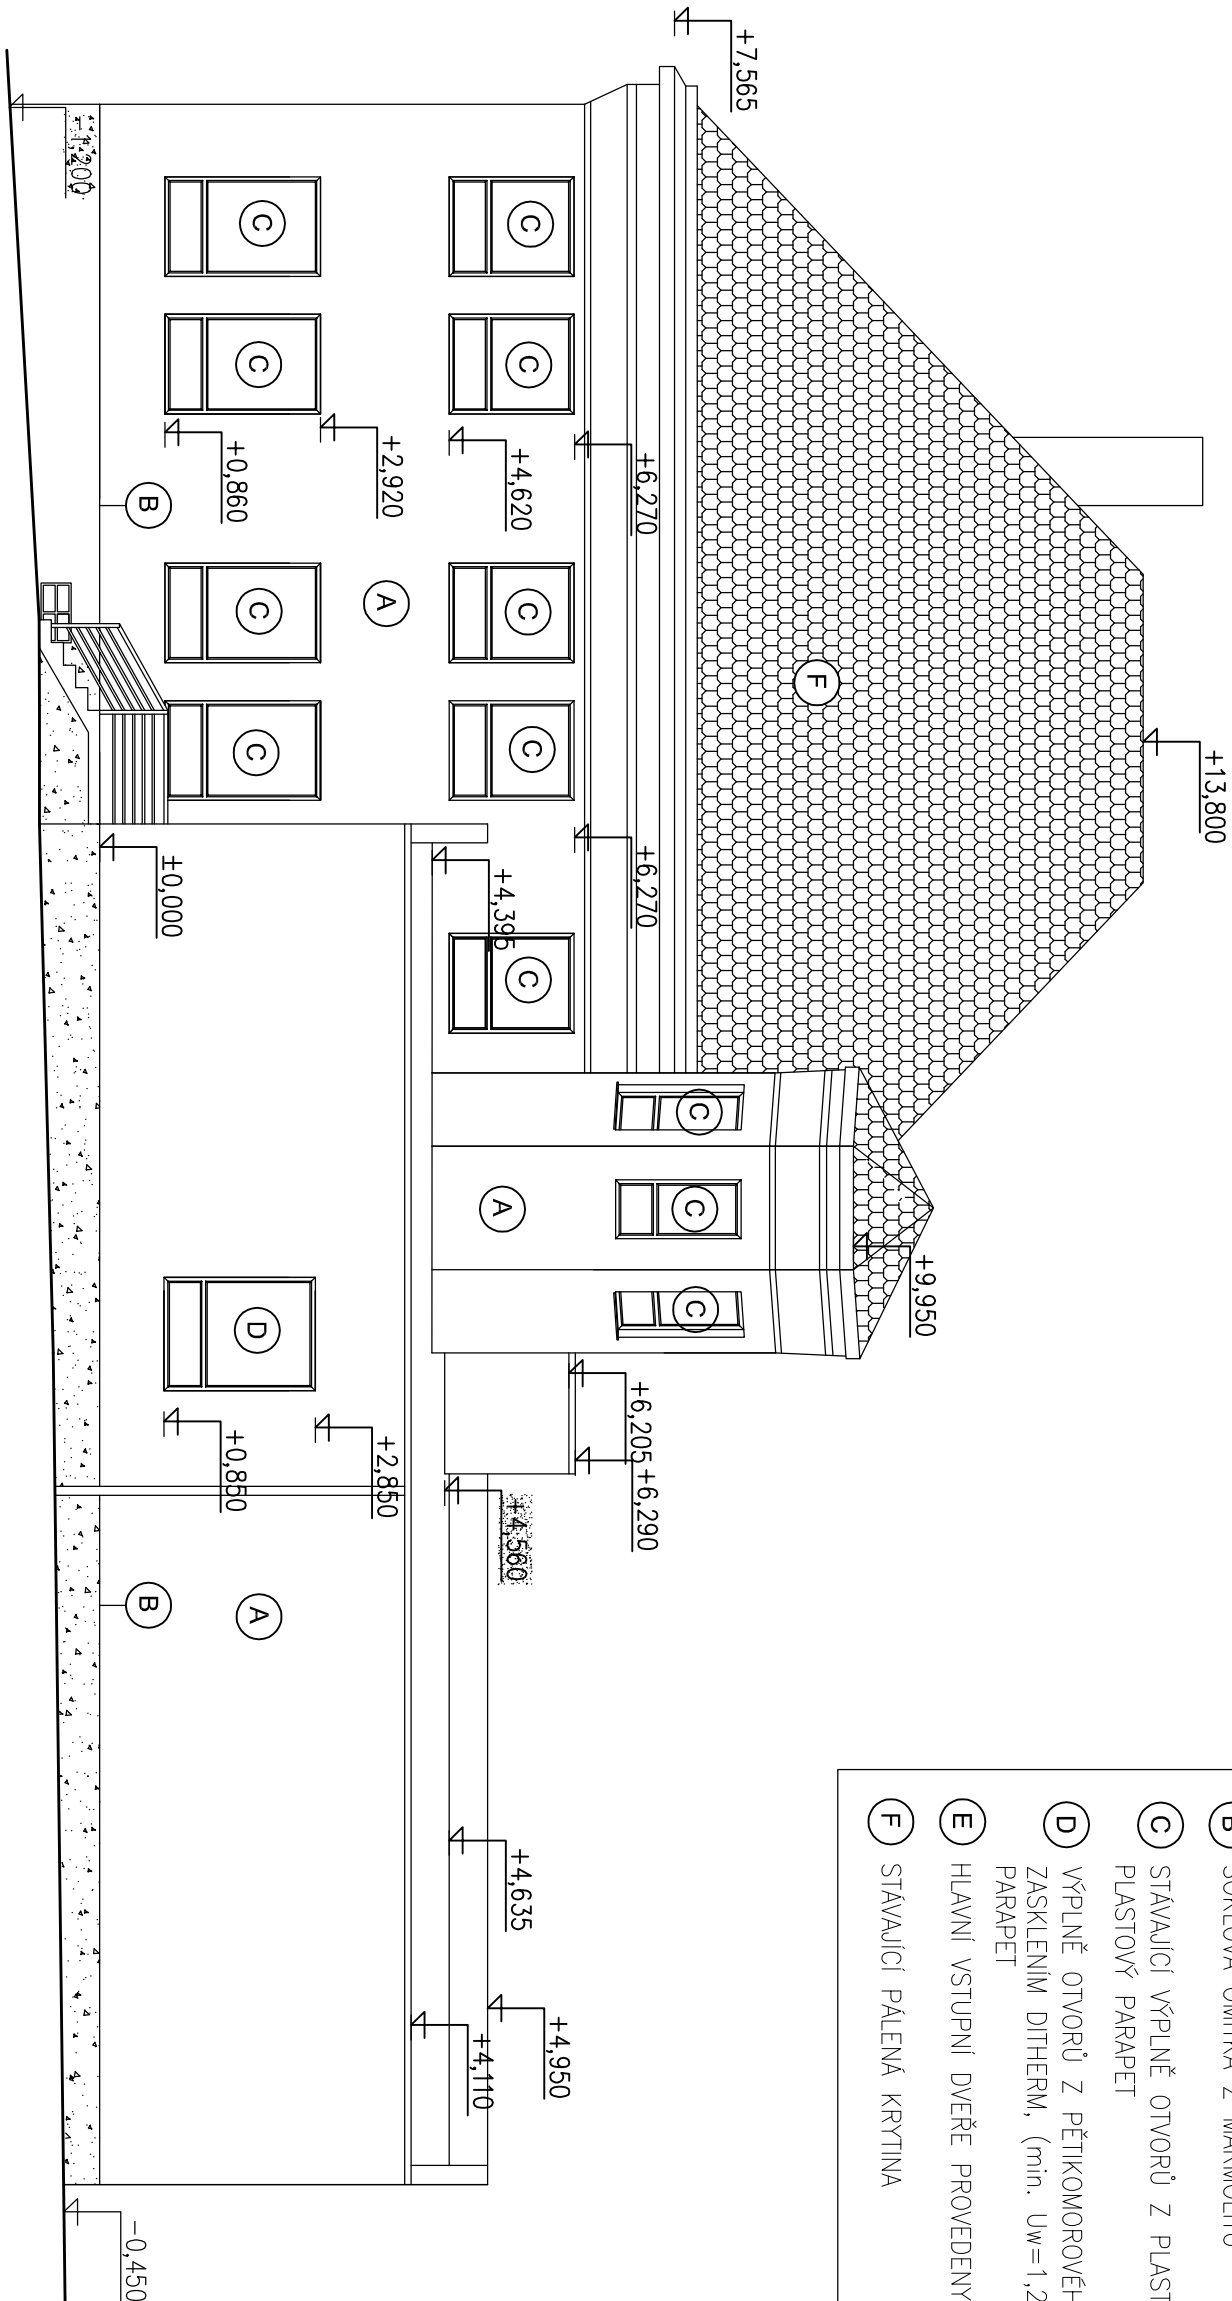 +13,800
+9,950
+7,565
+6,270
+6,270
+6,205
+6,290
+4,620
+4,395
+4,560
+4,635
+4,950
+4,110
+2,920
+2,850
+0,860
+0,850
±0,000
-1,200
-0,450
F
C
C
C
C
C
C
C
C
C
C
C
C
A
A
A
D
B
B
B SOKLOVÁ OMÍTKA Z MARMOLITU
C STÁVAJÍCÍ VÝPLNĚ OTVORŮ Z PLAST
PLASTOVÝ PARAPET
D VÝPLNĚ OTVORŮ Z PĚTIKOMOROVÉH
ZASKLENÍM DITHERM, (min. Uw=1,2
PARAPET
E HLAVNÍ VSTUPNÍ DVEŘE PROVEDENY
F STÁVAJÍCÍ PÁLENÁ KRYTINA